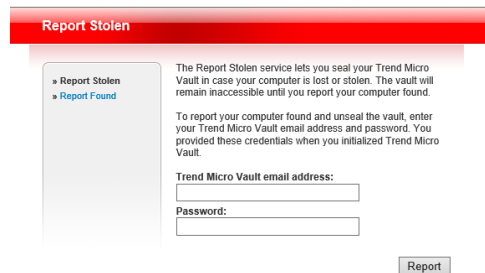 Report Stolen
» Report Stolen
» Report Found
The Report Stolen service lets you seal your Trend Micro
Vault in case your computer is lost or stolen. The vault will
remain inaccessible until you report your computer found.
To report your computer found and unseal the vault, enter
your Trend Micro Vault email address and password. You
provided these credentials when you initialized Trend Micro
Vault.
Trend Micro Vault email address:
Password:
Report